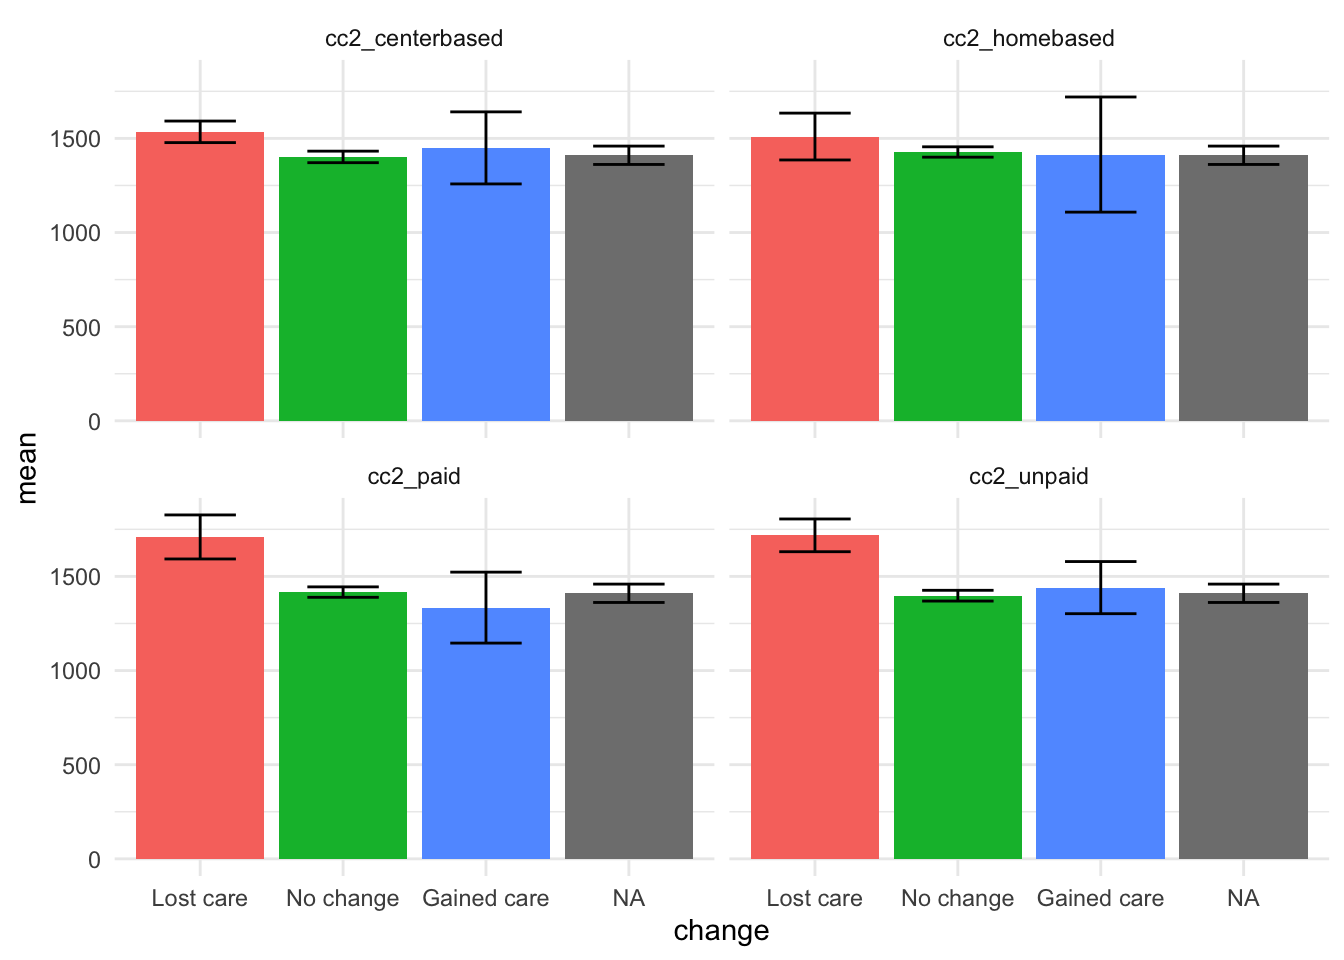 cc2_centerbased
cc2_homebased
1500
1000
500
0
cc2_paid
cc2_unpaid
1500
1000
500
0
mean
Lost care
No change
Gained care
NA
Lost care
No change
Gained care
NA
change